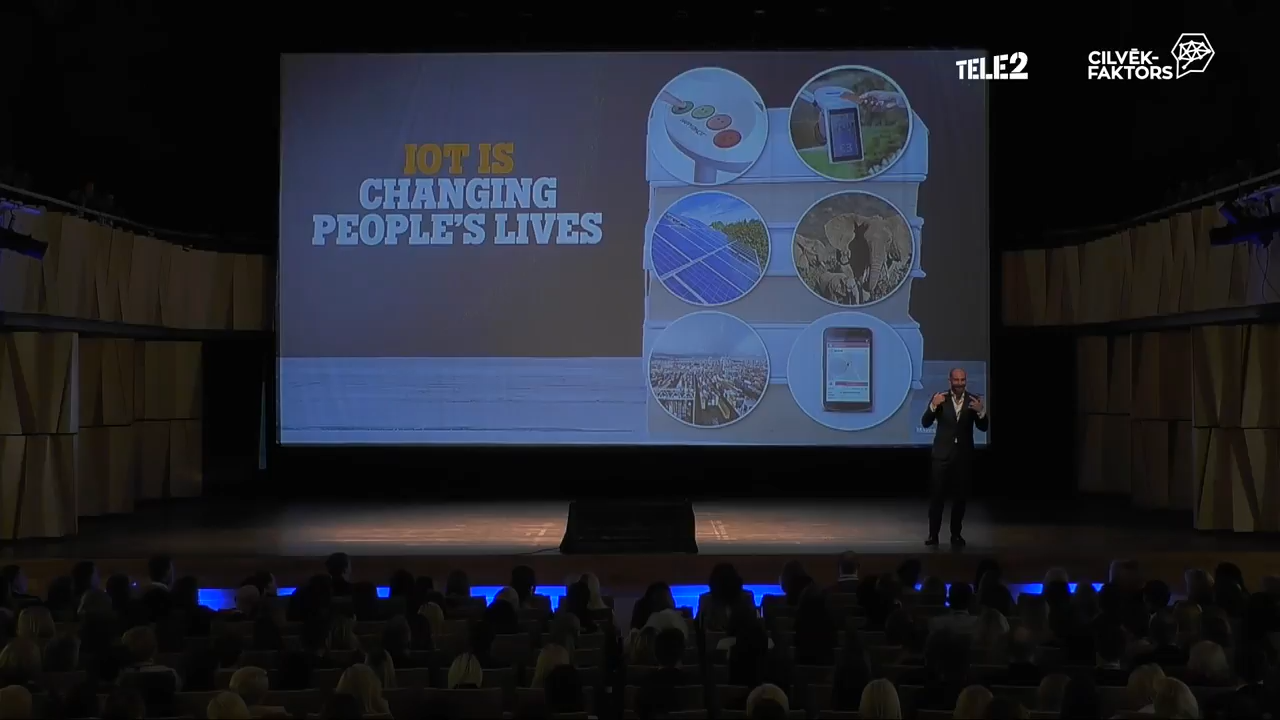 TELE2
CILVĒK-
FAKTORS
IOT IS
CHANGING
PEOPLE'S LIVES